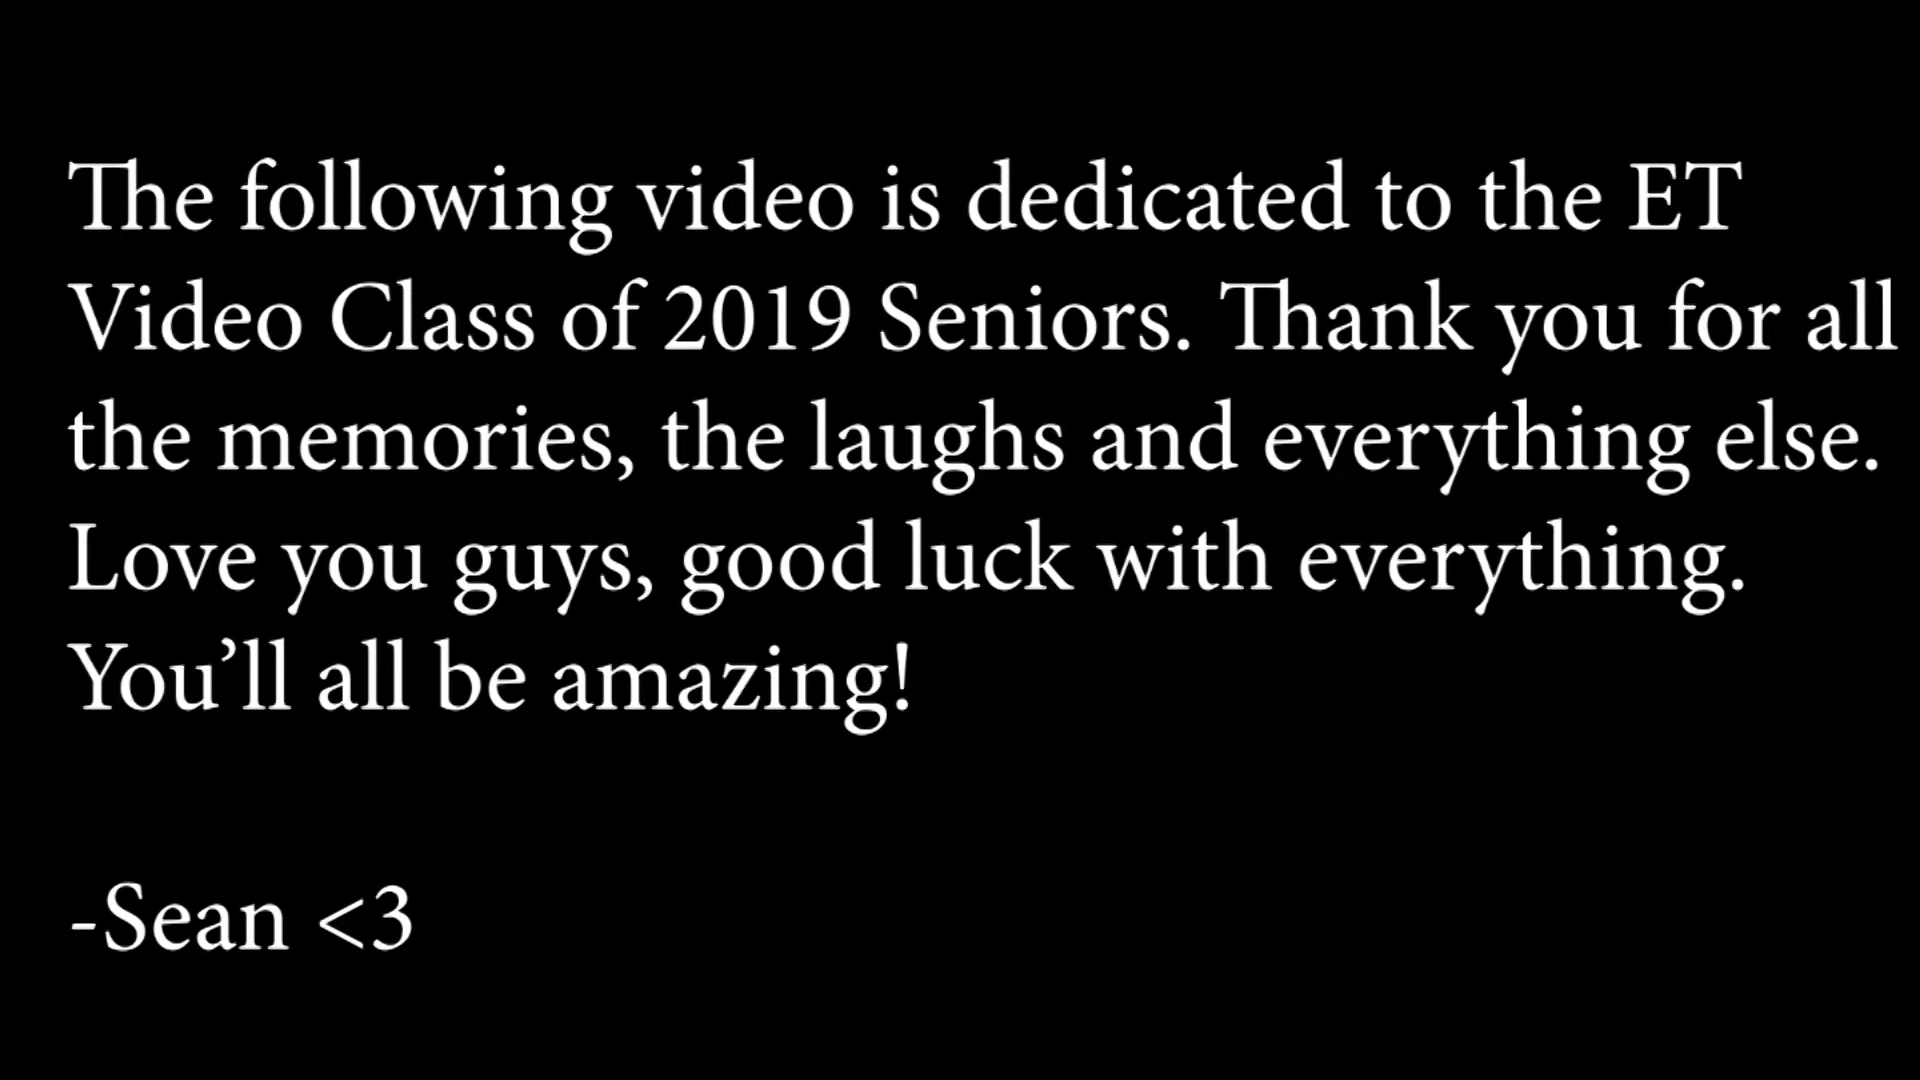 The following video is dedicated to the ET
Video Class of 2019 Seniors. Thank you for all
the memories, the laughs and everything else.
Love you guys, good luck with everything.
You’ll all be amazing!
-Sean <3